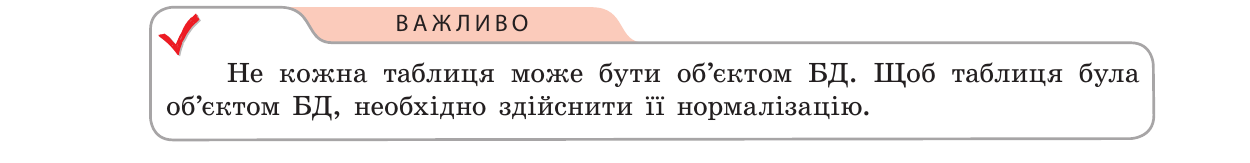 ВАЖЛИВО
Не кожна таблиця може бути об’єктом БД. Щоб таблиця була
об’єктом БД, необхідно здійснити її нормалізацію.